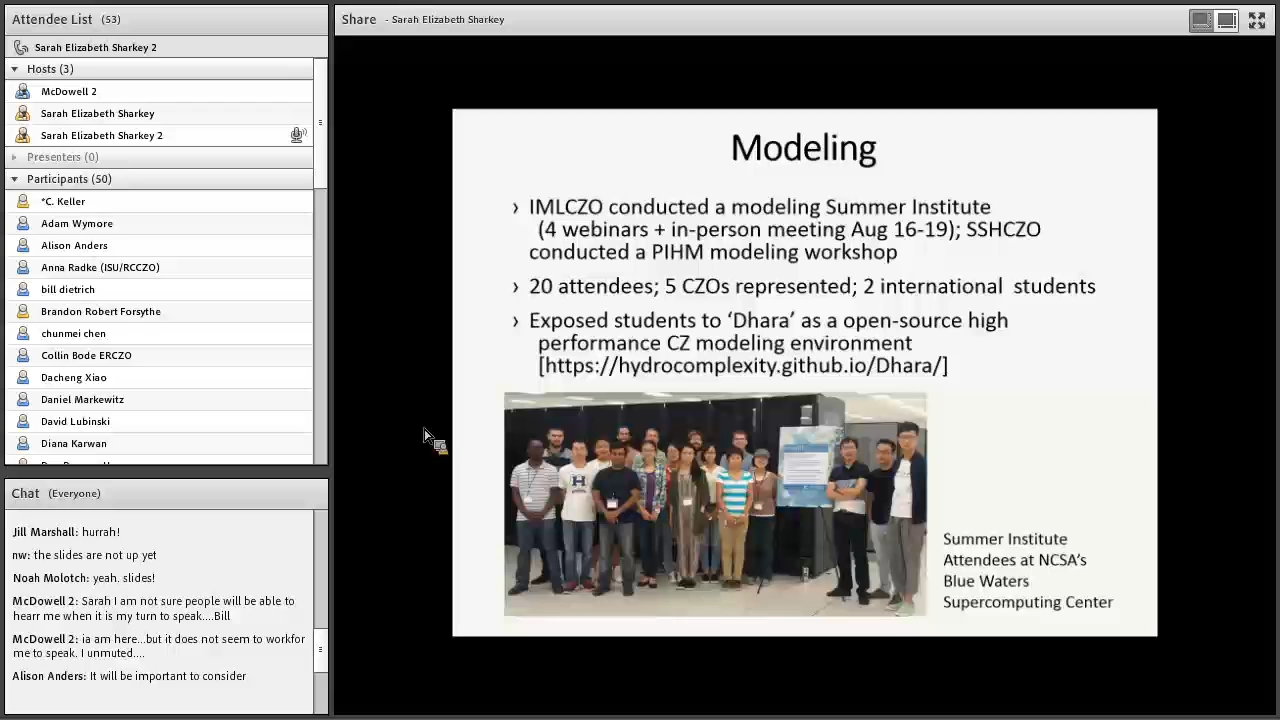 Attendee List (53)
Sarah Elizabeth Sharkey 2
Hosts (3)
McDowell 2
Sarah Elizabeth Sharkey
Sarah Elizabeth Sharkey 2
Presenters (0)
Participants (50)
*C. Keller
Adam Wymore
Alison Anders
Anna Radke (ISU/RCCZO)
bill dietrich
Brandon Robert Forsythe
chunmei chen
Collin Bode ERCZO
Dacheng Xiao
Daniel Markewitz
David Lubinski
Diana Karwan
Chat (Everyone)
Jill Marshall: hurrah!
nw: the slides are not up yet
Noah Molotch: yeah. slides!
McDowell 2: Sarah I am not sure people will be able to
hearr me when it is my turn to speak....Bill
McDowell 2: ia am here...but it does not seem to workfor
me to speak. I unmuted....
Alison Anders: It will be important to consider
Share - Sarah Elizabeth Sharkey
Modeling
› IMLCZO conducted a modeling Summer Institute
(4 webinars + in-person meeting Aug 16-19); SSHCZO
conducted a PIHM modeling workshop
› 20 attendees; 5 CZOs represented; 2 international students
› Exposed students to ‘Dhara’ as a open-source high
performance CZ modeling environment
[https://hydrocomplexity.github.io/Dhara/]
Summer Institute
Attendees at NCSA’s
Blue Waters
Supercomputing Center